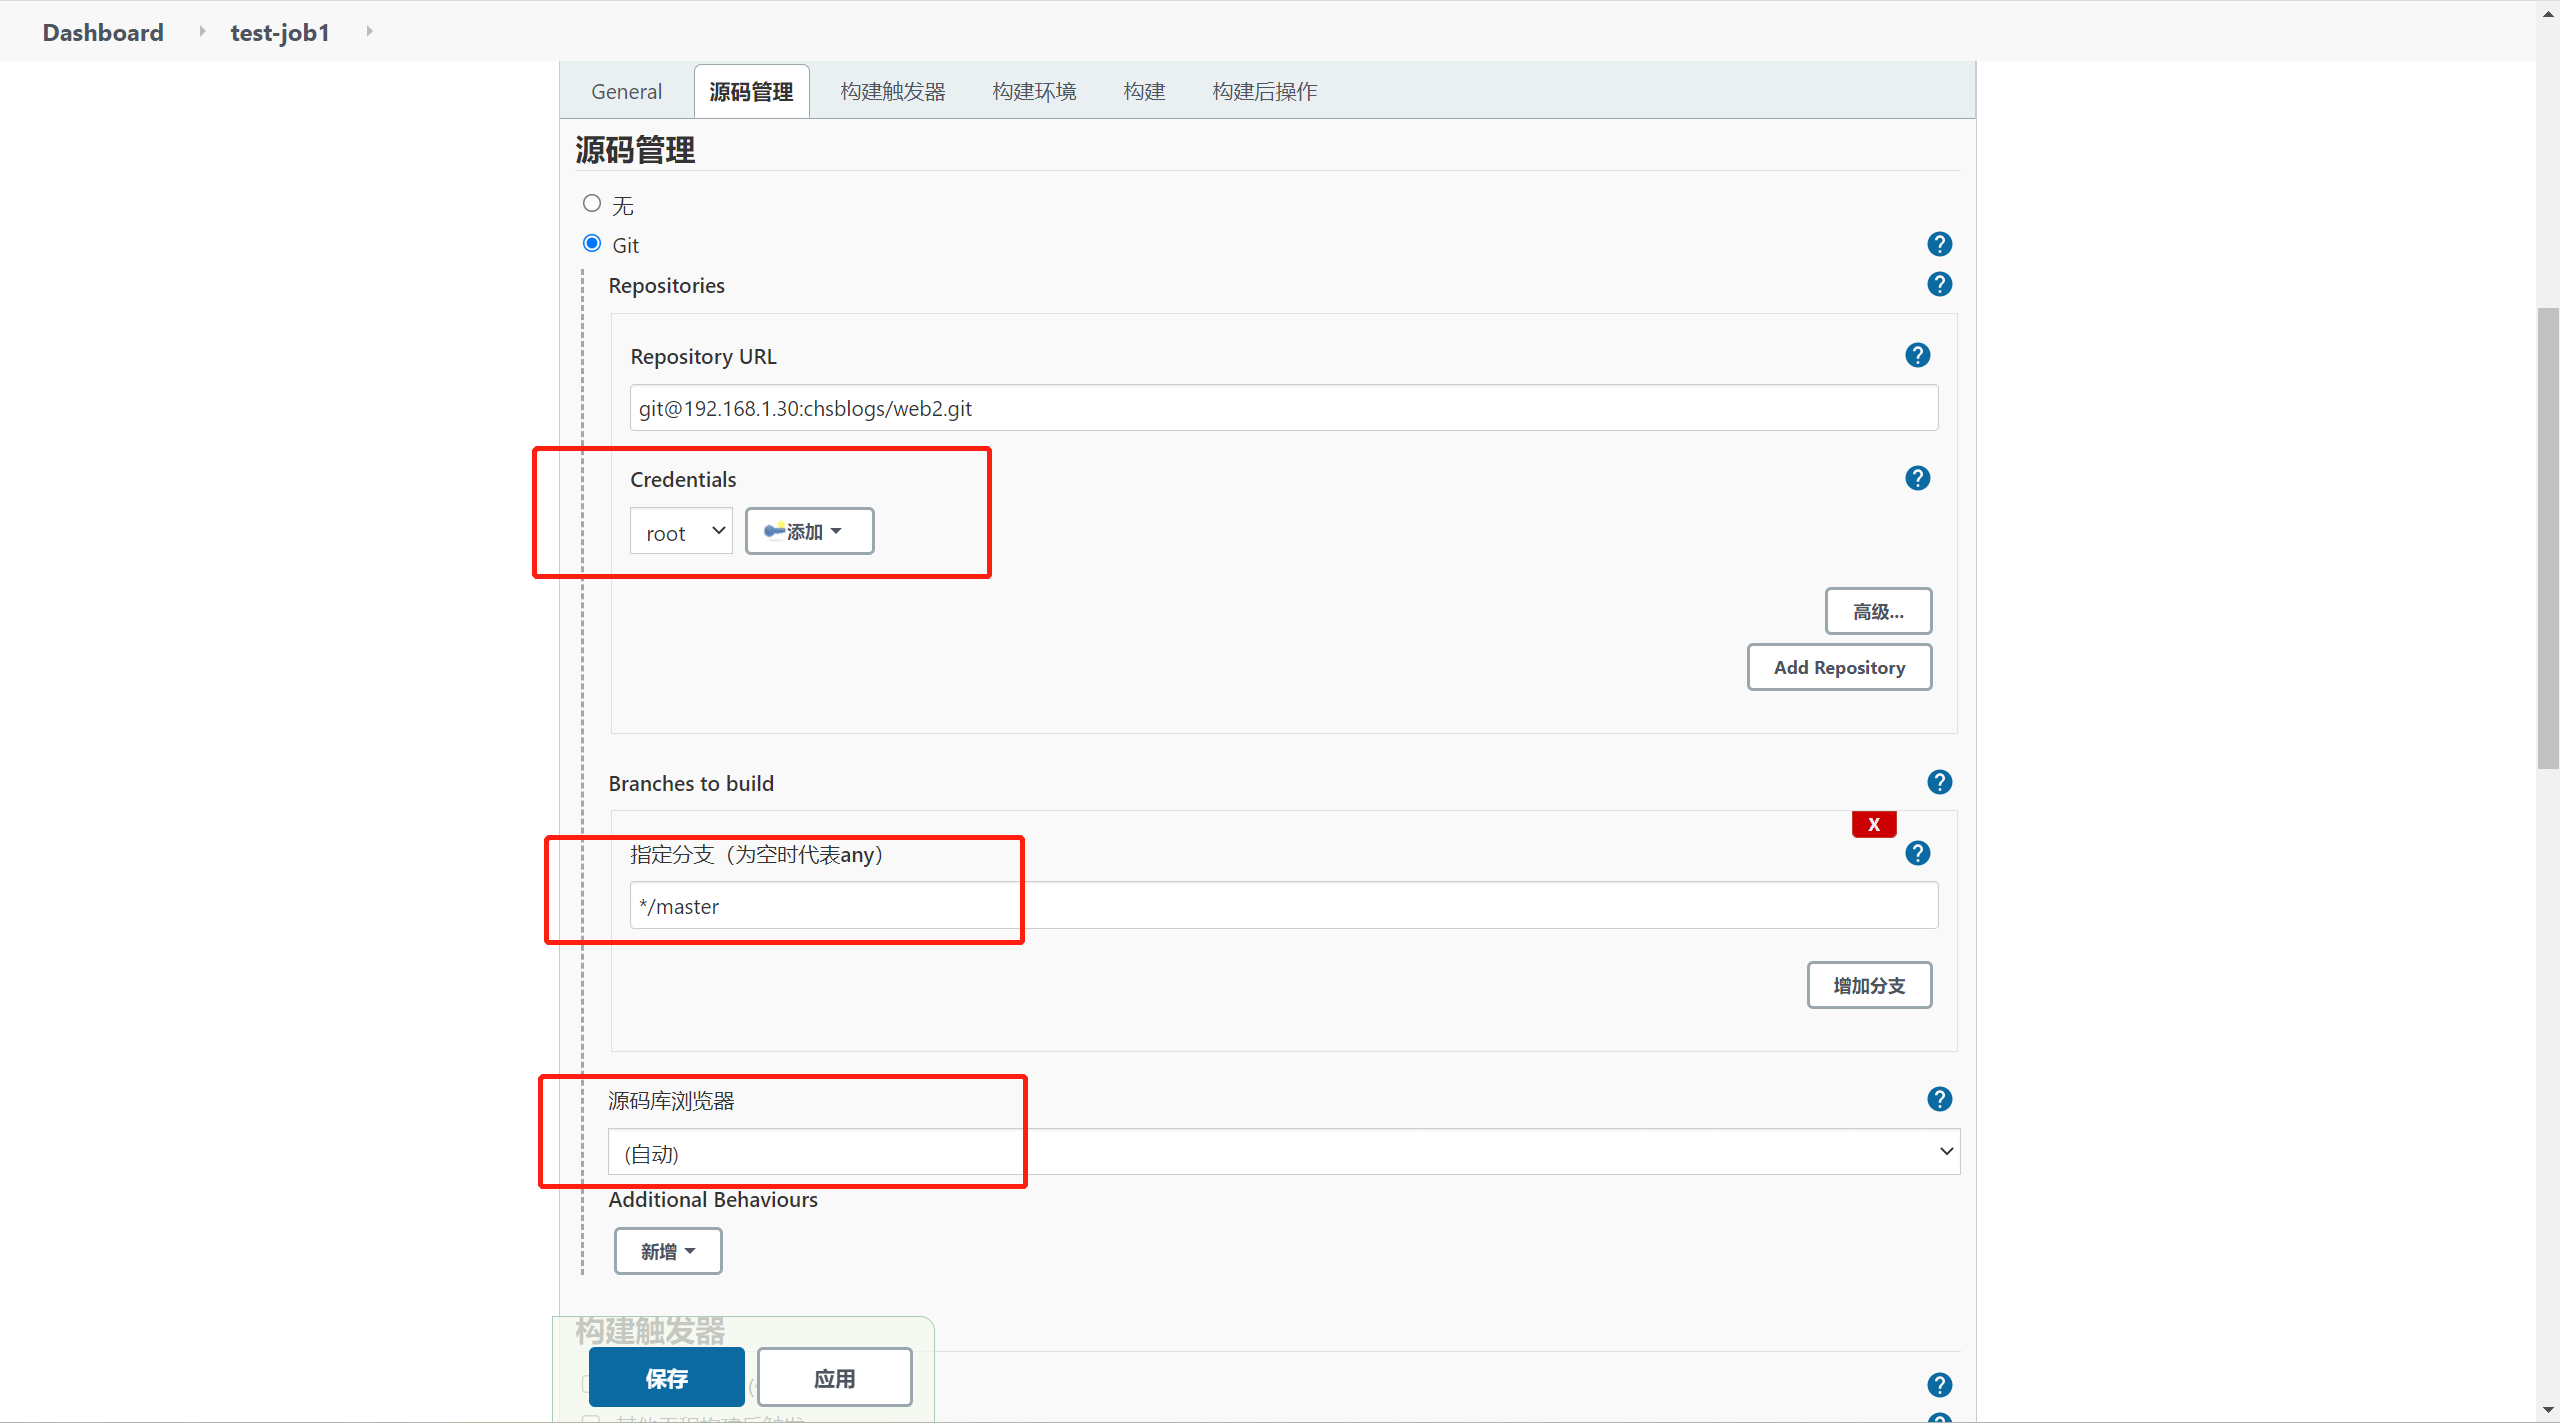 Dashboard test-job1
General 源码管理 构建触发器 构建环境 构建 构建后操作
源码管理
无
Git
Repositories
Repository URL
git@192.168.1.30:chsblogs/web2.git
Credentials
root 添加
高级...
Add Repository
Branches to build
X
指定分支（为空时代表any）
*/master
增加分支
源码库浏览器
(自动)
Additional Behaviours
新增
构建触发器
保存 应用